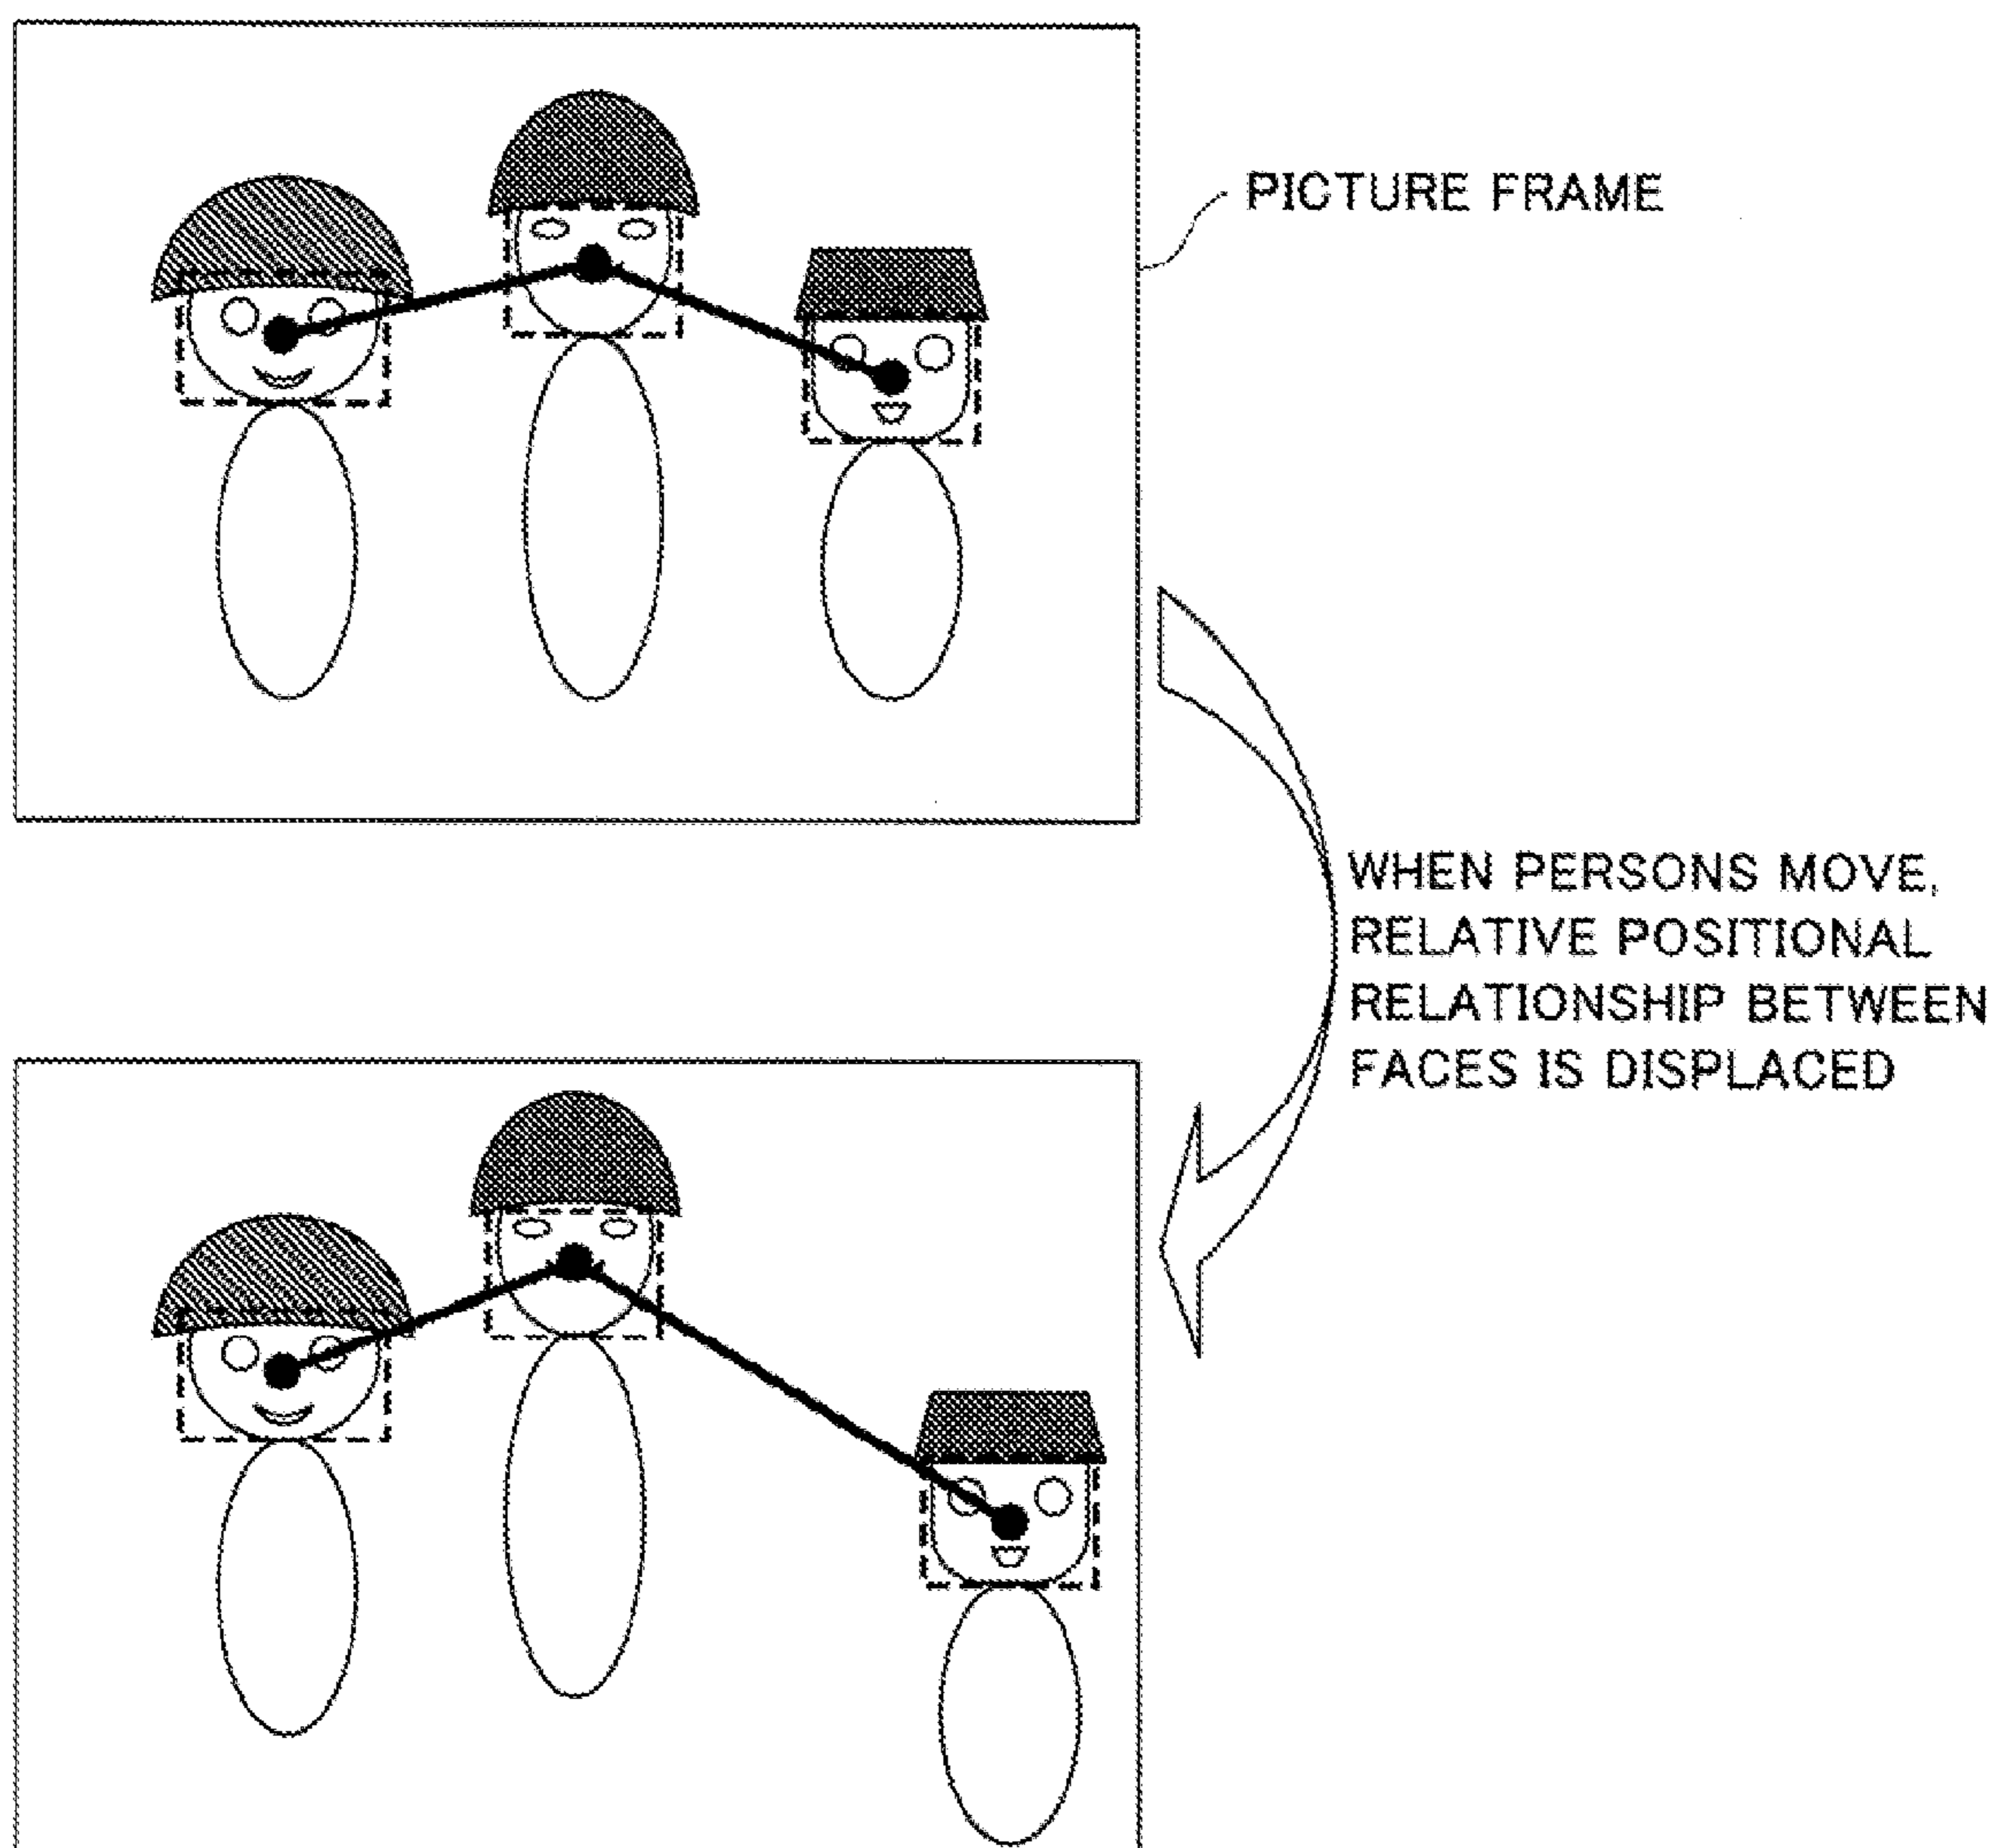 PICTURE FRAME
WHEN PERSONS MOVE,
RELATIVE POSITIONAL
RELATIONSHIP BETWEEN
FACES IS DISPLACED